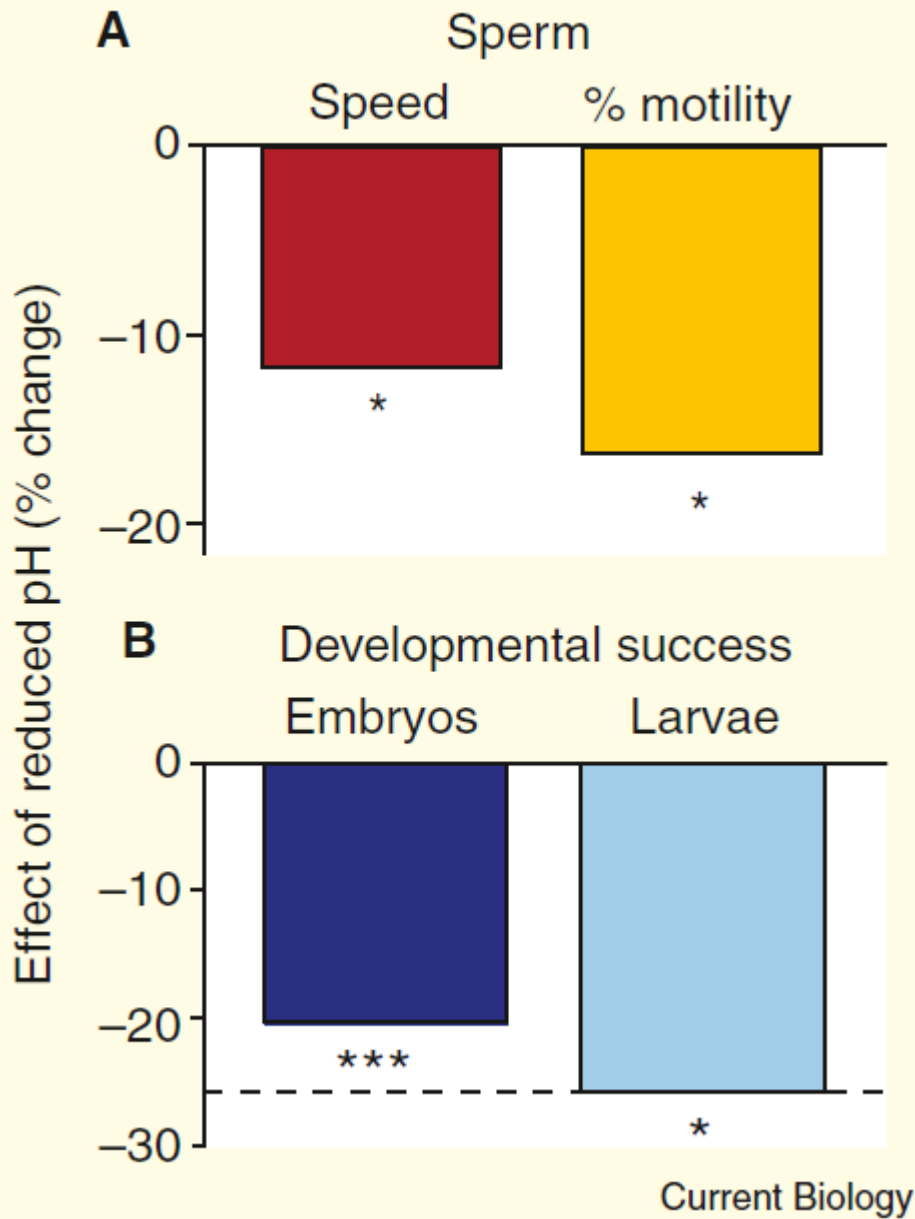 A
Sperm
Speed % motility
0
–10
*
*
–20
Effect of reduced pH (% change)
B
Developmental success
Embryos Larvae
0
–10
–20
***
*
–30
Current Biology